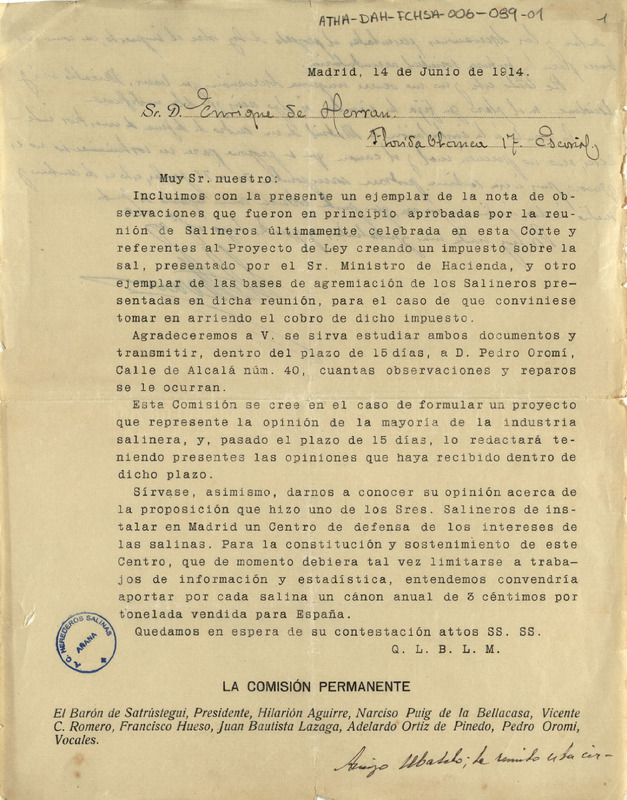 ATHA-DAH-FCHSA-006-089-01
1
Madrid, 14 de Junio de 1914.
Sr. D. Enrique de Herran.
Florida blanca 17. Escorial
Muy Sr. nuestro:
Incluimos con la presente un ejemplar de la nota de ob-
servaciones que fueron en principio aprobadas por la reu-
nión de Salineros últimamente celebrada en esta Corte y
referentes al Proyecto de Ley creando un impuesto sobre la
sal, presentado por el Sr. Ministro de Hacienda, y otro
ejemplar de las bases de agremiación de los Salineros pre-
sentadas en dicha reunión, para el caso de que conviniese
tomar en arriendo el cobro de dicho impuesto.
Agradeceremos a V. se sirva estudiar ambos documentos y
transmitir, dentro del plazo de 15 días, a D. Pedro Oromí,
Calle de Alcalá núm. 40, cuantas observaciones y reparos
se le ocurran.
Esta Comisión se cree en el caso de formular un proyecto
que represente la opinión de la mayoría de la industria
salinera, y, pasado el plazo de 15 días, lo redactará te-
niendo presentes las opiniones que haya recibido dentro de
dicho plazo.
Sírvase, asimismo, darnos a conocer su opinión acerca de
la proposición que hizo uno de los Sres. Salineros de ins-
talar en Madrid un Centro de defensa de los intereses de
las salinas. Para la constitución y sostenimiento de este
Centro, que de momento debiera tal vez limitarse a traba-
jos de información y estadística, entendemos convendría
aportar por cada salina un cánon anual de 3 céntimos por
tonelada vendida para España.
Quedamos en espera de su contestación attos SS. SS.
Q. L. B. L. M.
HEREDEROS SALINAS
AÑANA
LA COMISIÓN PERMANENTE
El Barón de Satrústegui, Presidente, Hilarión Aguirre, Narciso Puig de la Bellacasa, Vicente
C. Romero, Francisco Hueso, Juan Bautista Lazaga, Adelardo Ortiz de Pinedo, Pedro Oromí,
Vocales.
Amigo he remito esta cir-